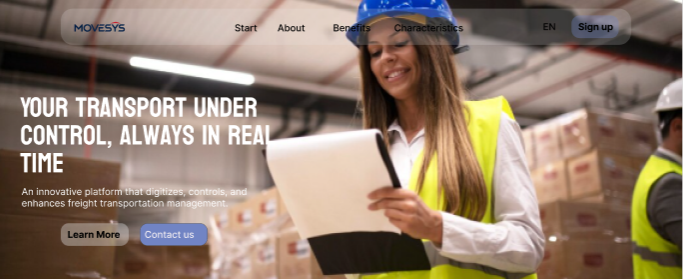 MOVESYS
Start About Benefits Characteristics EN Sign up
YOUR TRANSPORT UNDER
CONTROL, ALWAYS IN REAL
TIME
An innovative platform that digitizes, controls, and
enhances freight transportation management.
Learn More Contact us